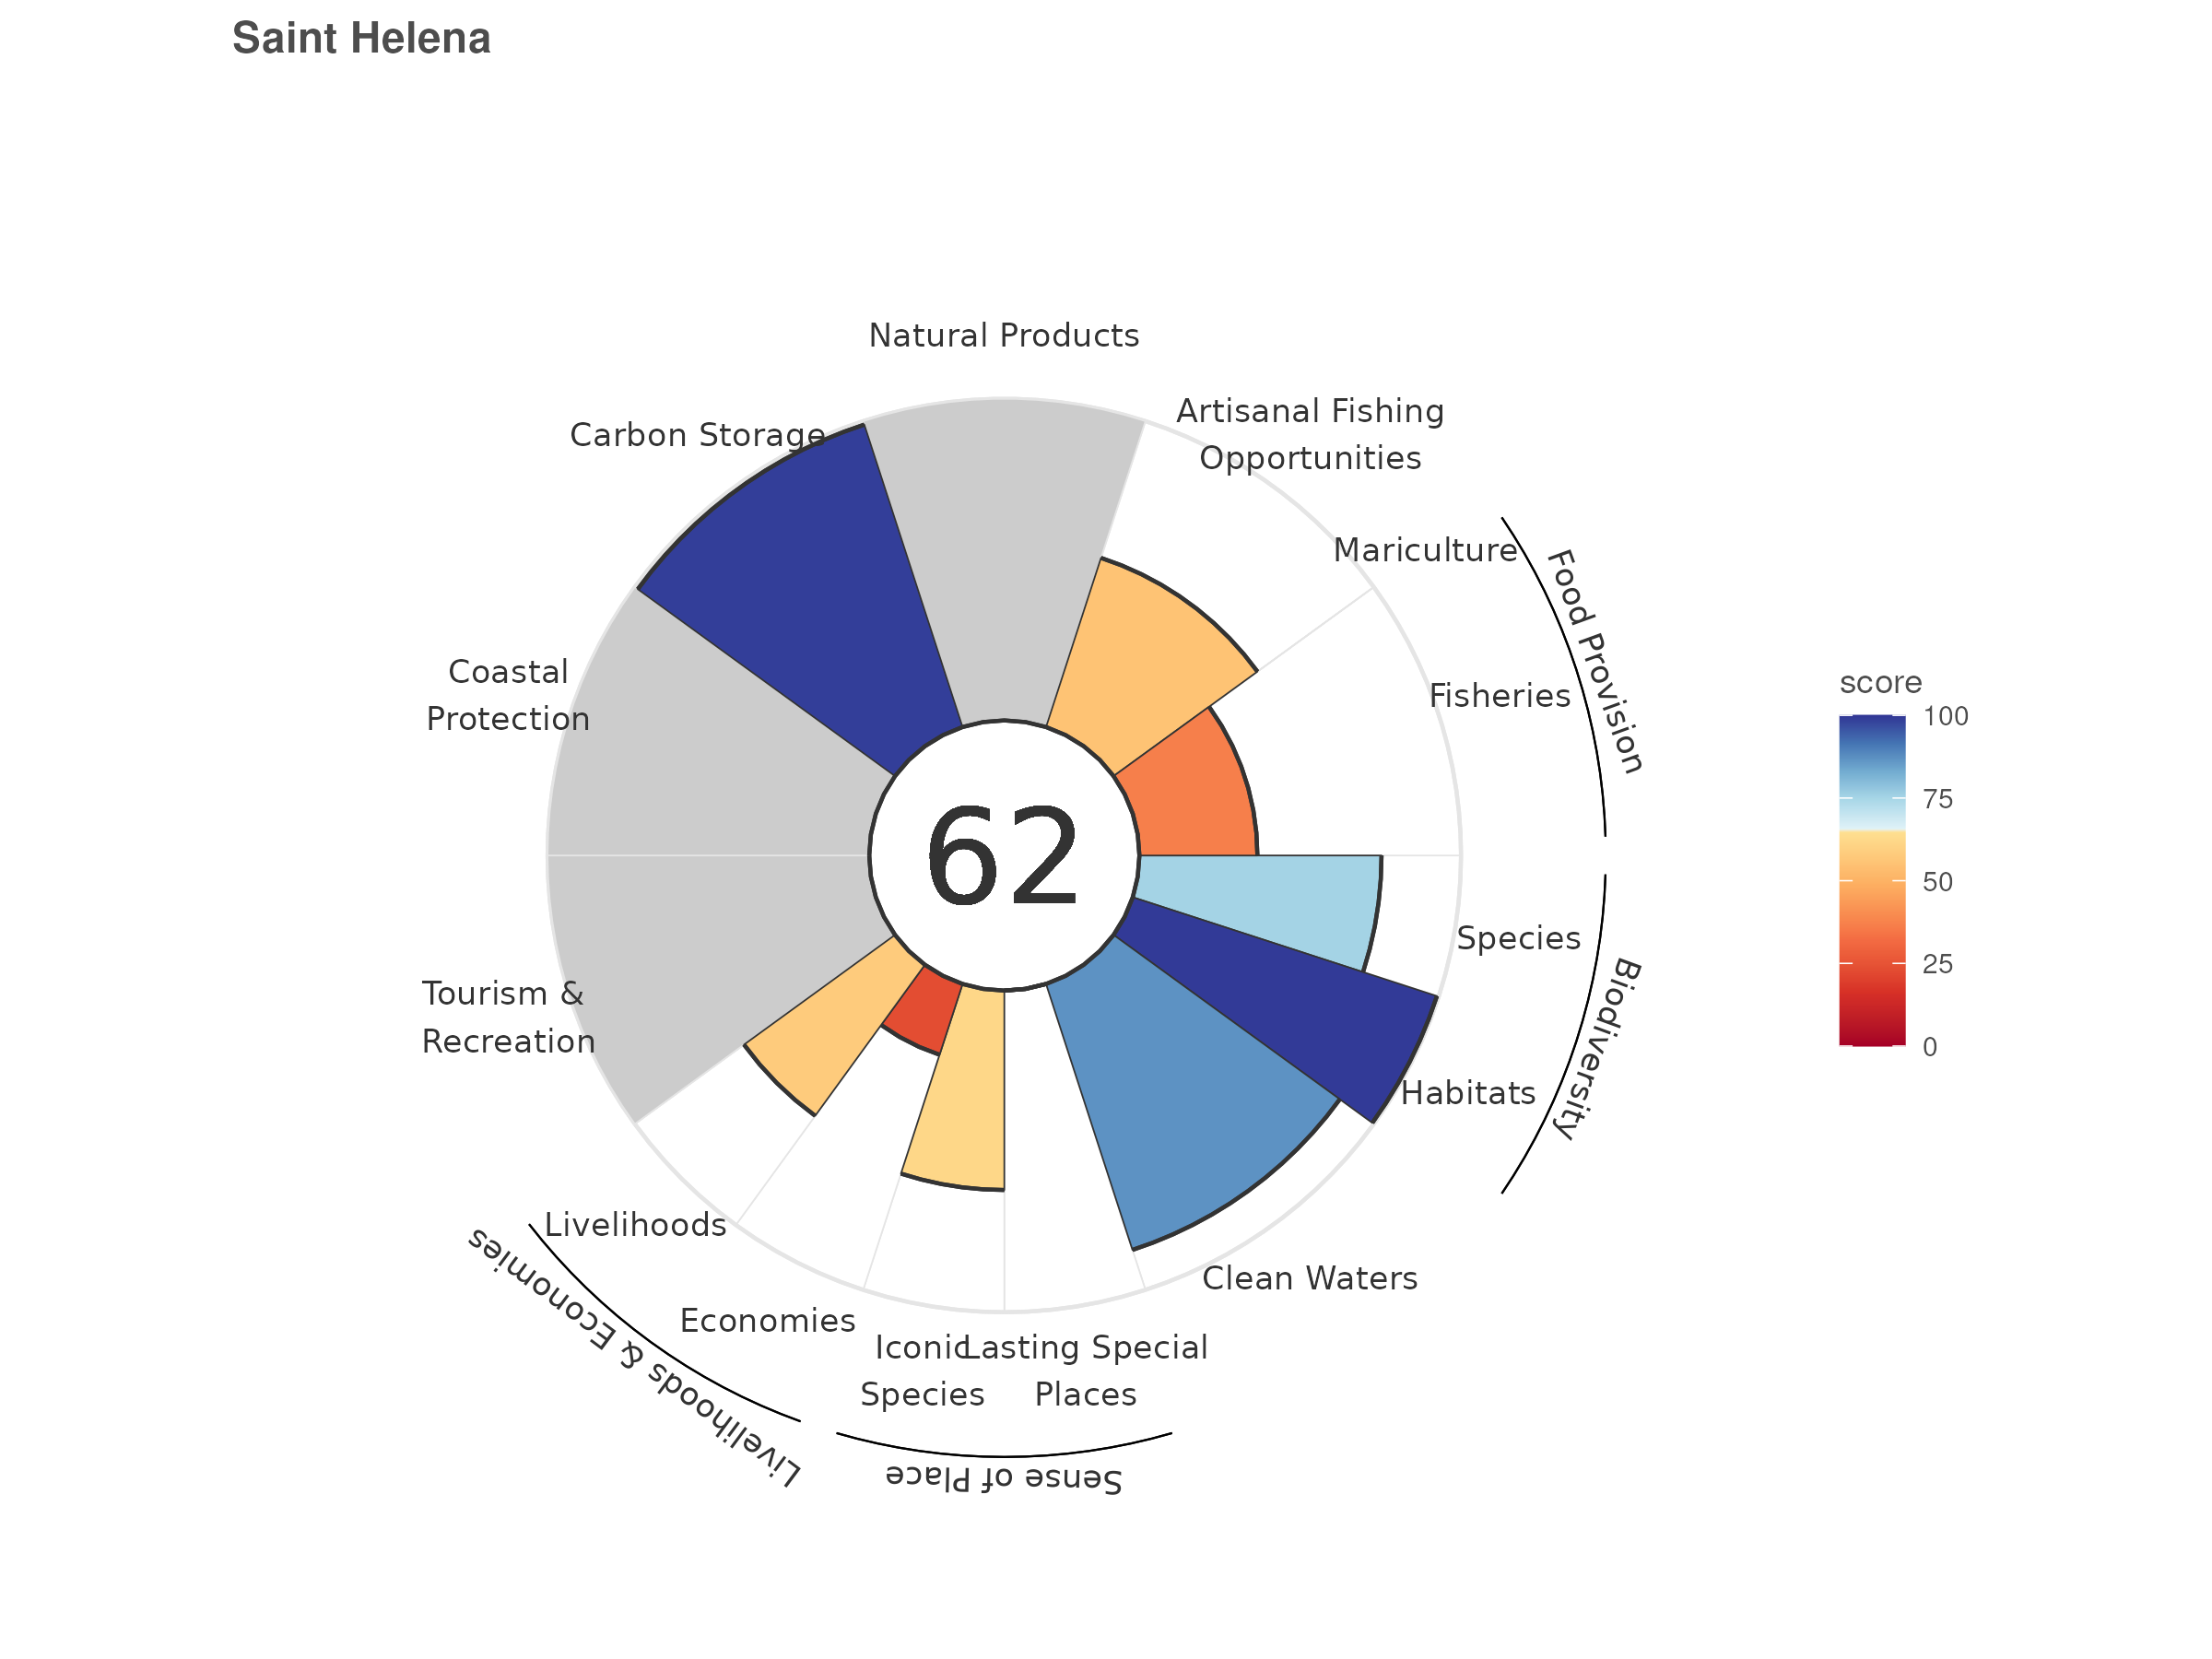 Saint Helena
Natural Products
Artisanal Fishing
Opportunities
Carbon Storage
Mariculture
Food Provision
Fisheries
Coastal
Protection
score
100
75
50
25
0
62
Species
Biodiversity
Tourism &
Recreation
Habitats
Livelihoods
Clean Waters
Economies
Livelihoods & Economies
Iconic
Species
Lasting Special
Places
Sense of Place